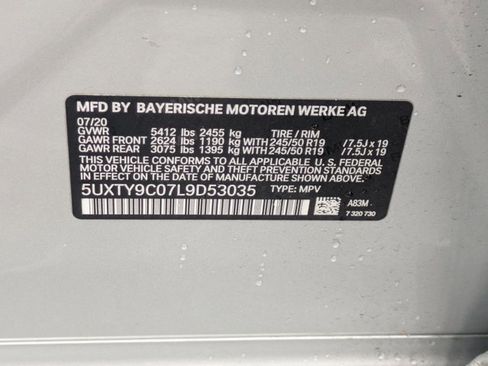 MFD BY BAYERISCHE MOTOREN WERKE AG
07/20
GVWR 5412 lbs 2455 kg TIRE / RIM
GAWR FRONT 2624 lbs 1190 kg WITH 245/50 R19 /7.5J x 19
GAWR REAR 3075 lbs 1395 kg WITH 245/50 R19 /7.5J x 19
THIS VEHICLE CONFORMS TO ALL APPLICABLE U. S. FEDERAL
MOTOR VEHICLE SAFETY AND THEFT PREVENTION STANDARDS
IN EFFECT ON THE DATE OF MANUFACTURE SHOWN ABOVE.
5UXTY9C07L9D53035 TYPE: MPV
A83M
7 320 730